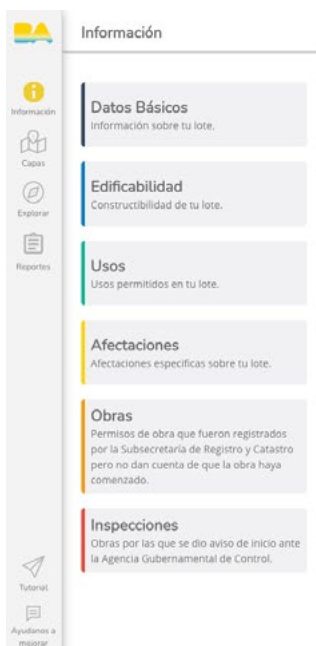 BA
Información
Información
Capas
Explorar
Reportes
Tutorial
Ayudanos a
mejorar
Datos Básicos
Información sobre tu lote.
Edificabilidad
Constructibilidad de tu lote.
Usos
Usos permitidos en tu lote.
Afectaciones
Afectaciones específicas sobre tu lote.
Obras
Permisos de obra que fueron registrados
por la Subsecretaría de Registro y Catastro
pero no dan cuenta de que la obra haya
comenzado.
Inspecciones
Obras por las que se dio aviso de inicio ante
la Agencia Gubernamental de Control.